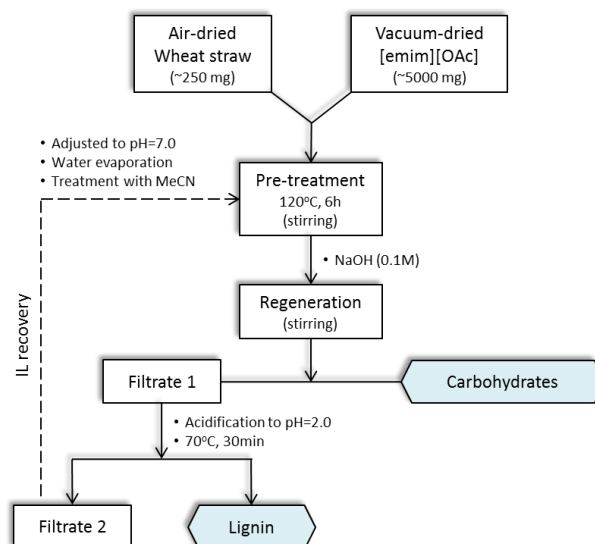 Air-dried
Wheat straw
(~250 mg)
Vacuum-dried
[emim][OAc]
(~5000 mg)
• Adjusted to pH=7.0
• Water evaporation
• Treatment with MeCN
Pre-treatment
120ºC, 6h
(stirring)
• NaOH (0.1M)
Regeneration
(stirring)
IL recovery
Filtrate 1
Carbohydrates
• Acidification to pH=2.0
• 70ºC, 30min
Filtrate 2
Lignin